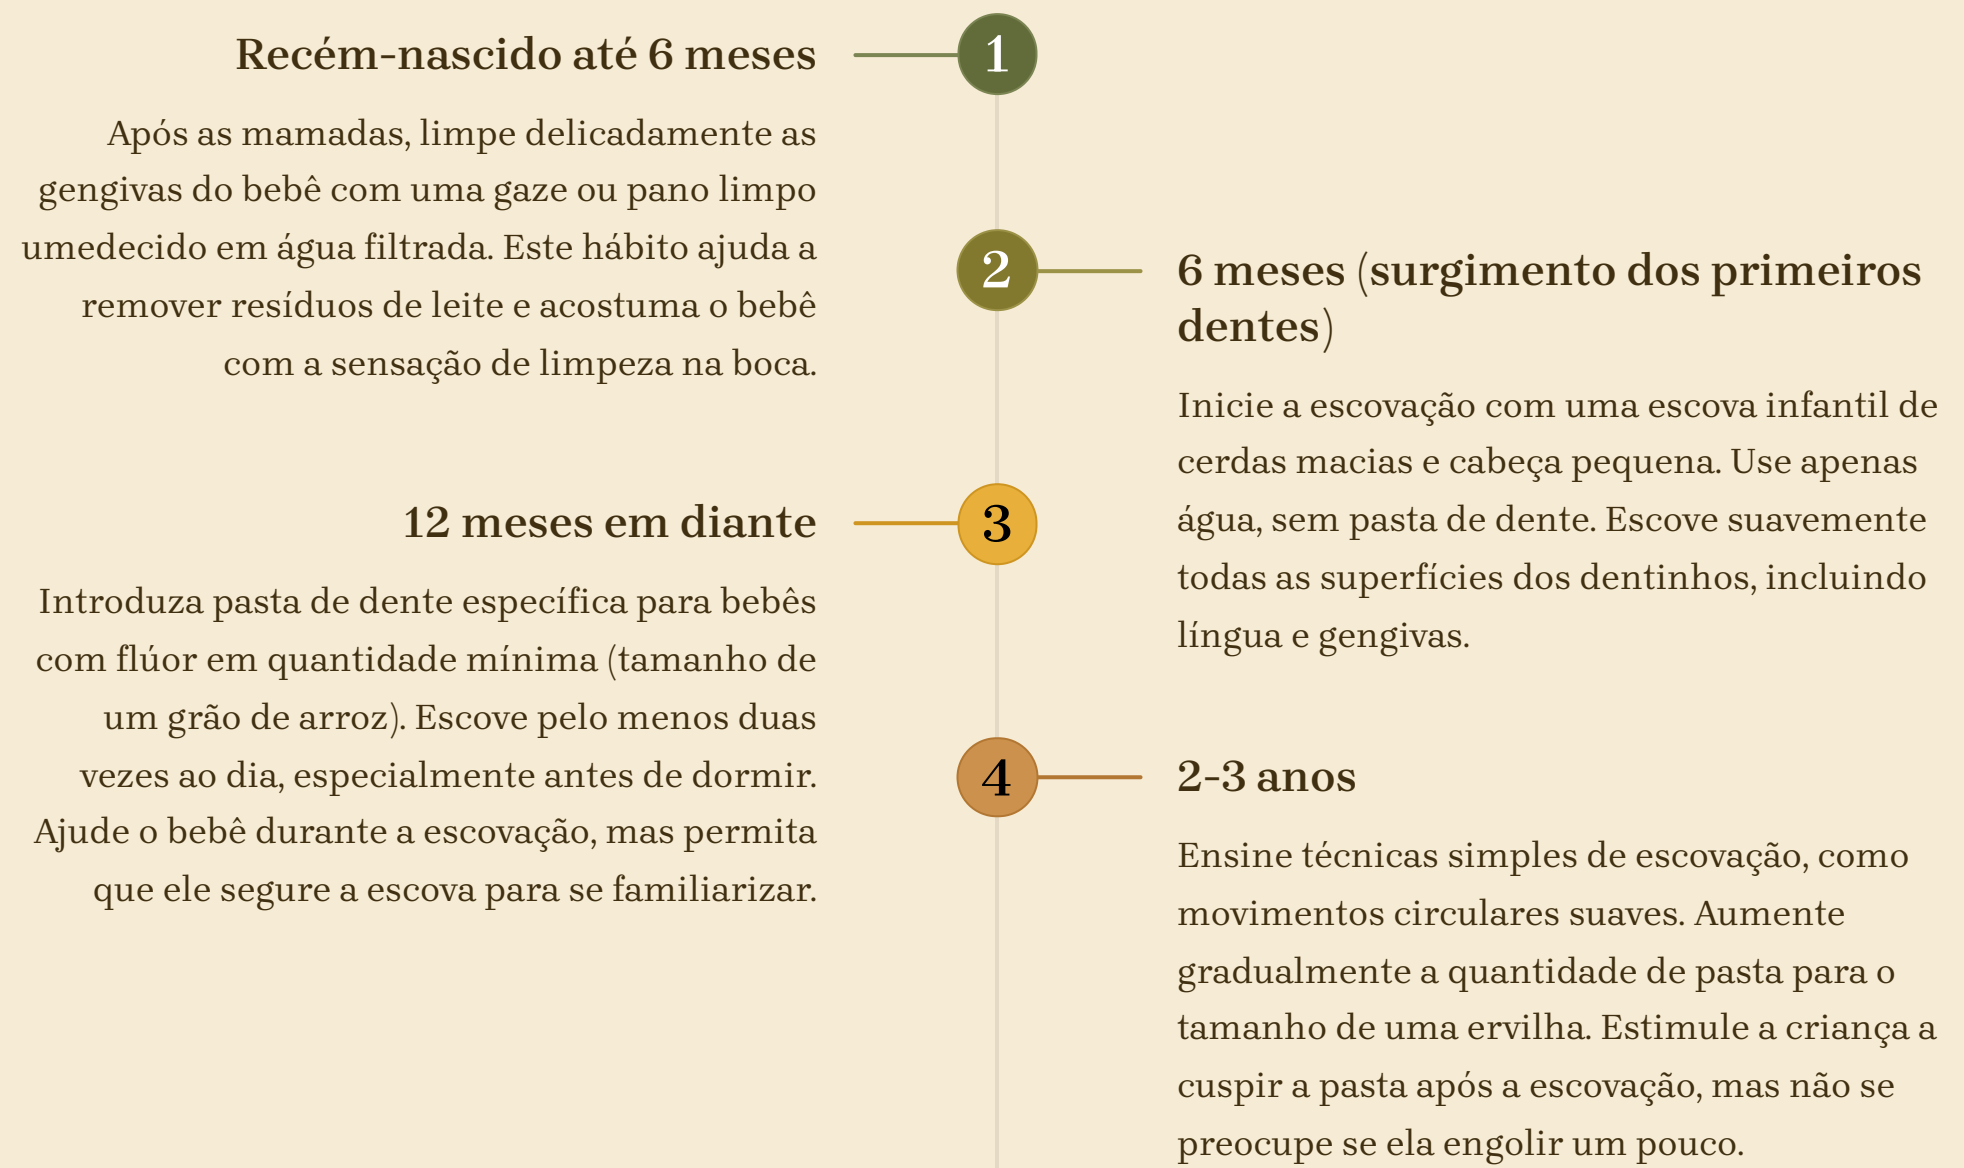 1
Recém-nascido até 6 meses
Após as mamadas, limpe delicadamente as
gengivas do bebê com uma gaze ou pano limpo
umedecido em água filtrada. Este hábito ajuda a
remover resíduos de leite e acostuma o bebê
com a sensação de limpeza na boca.
2
6 meses (surgimento dos primeiros
dentes)
Inicie a escovação com uma escova infantil de
cerdas macias e cabeça pequena. Use apenas
água, sem pasta de dente. Escove suavemente
todas as superfícies dos dentinhos, incluindo
língua e gengivas.
3
12 meses em diante
Introduza pasta de dente específica para bebês
com flúor em quantidade mínima (tamanho de
um grão de arroz). Escove pelo menos duas
vezes ao dia, especialmente antes de dormir.
Ajude o bebê durante a escovação, mas permita
que ele segure a escova para se familiarizar.
4
2-3 anos
Ensine técnicas simples de escovação, como
movimentos circulares suaves. Aumente
gradualmente a quantidade de pasta para o
tamanho de uma ervilha. Estimule a criança a
cuspir a pasta após a escovação, mas não se
preocupe se ela engolir um pouco.